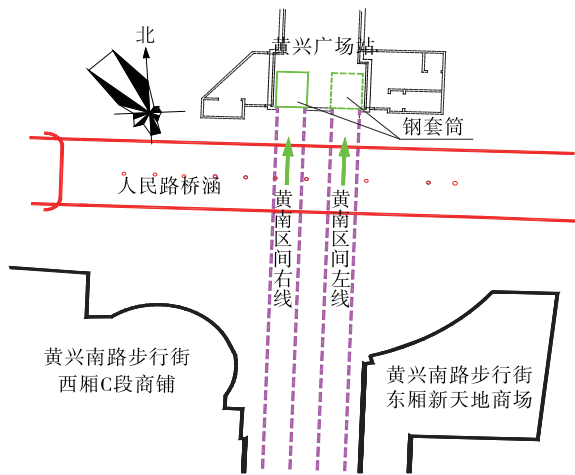 北
黄兴广场站
钢套筒
人民路桥涵
黄南区间右线
黄南区间左线
黄兴南路步行街
西厢C段商铺
黄兴南路步行街
东厢新天地商场